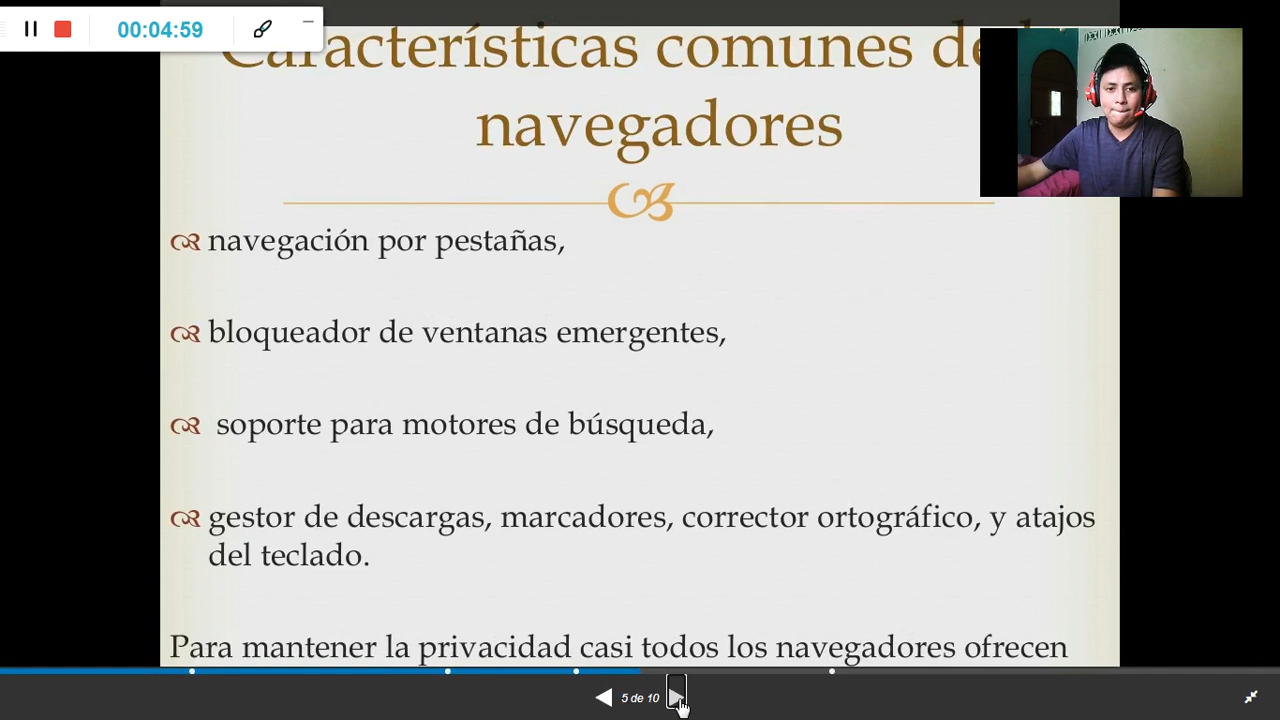 00:04:59
Características comunes de
navegadores
navegación por pestañas,
bloqueador de ventanas emergentes,
soporte para motores de búsqueda,
gestor de descargas, marcadores, corrector ortográfico, y atajos
del teclado.
Para mantener la privacidad casi todos los navegadores ofrecen
5 de 10